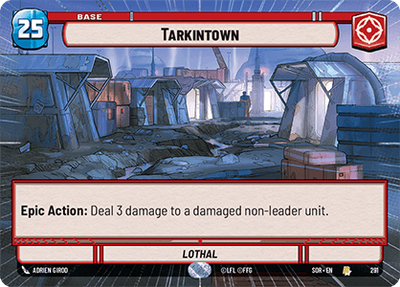 BASE
25
TARKINTOWN
Epic Action: Deal 3 damage to a damaged non-leader unit.
LOTHAL
ADRIEN GIROD
©LFL ©FFG
SOR • EN
291